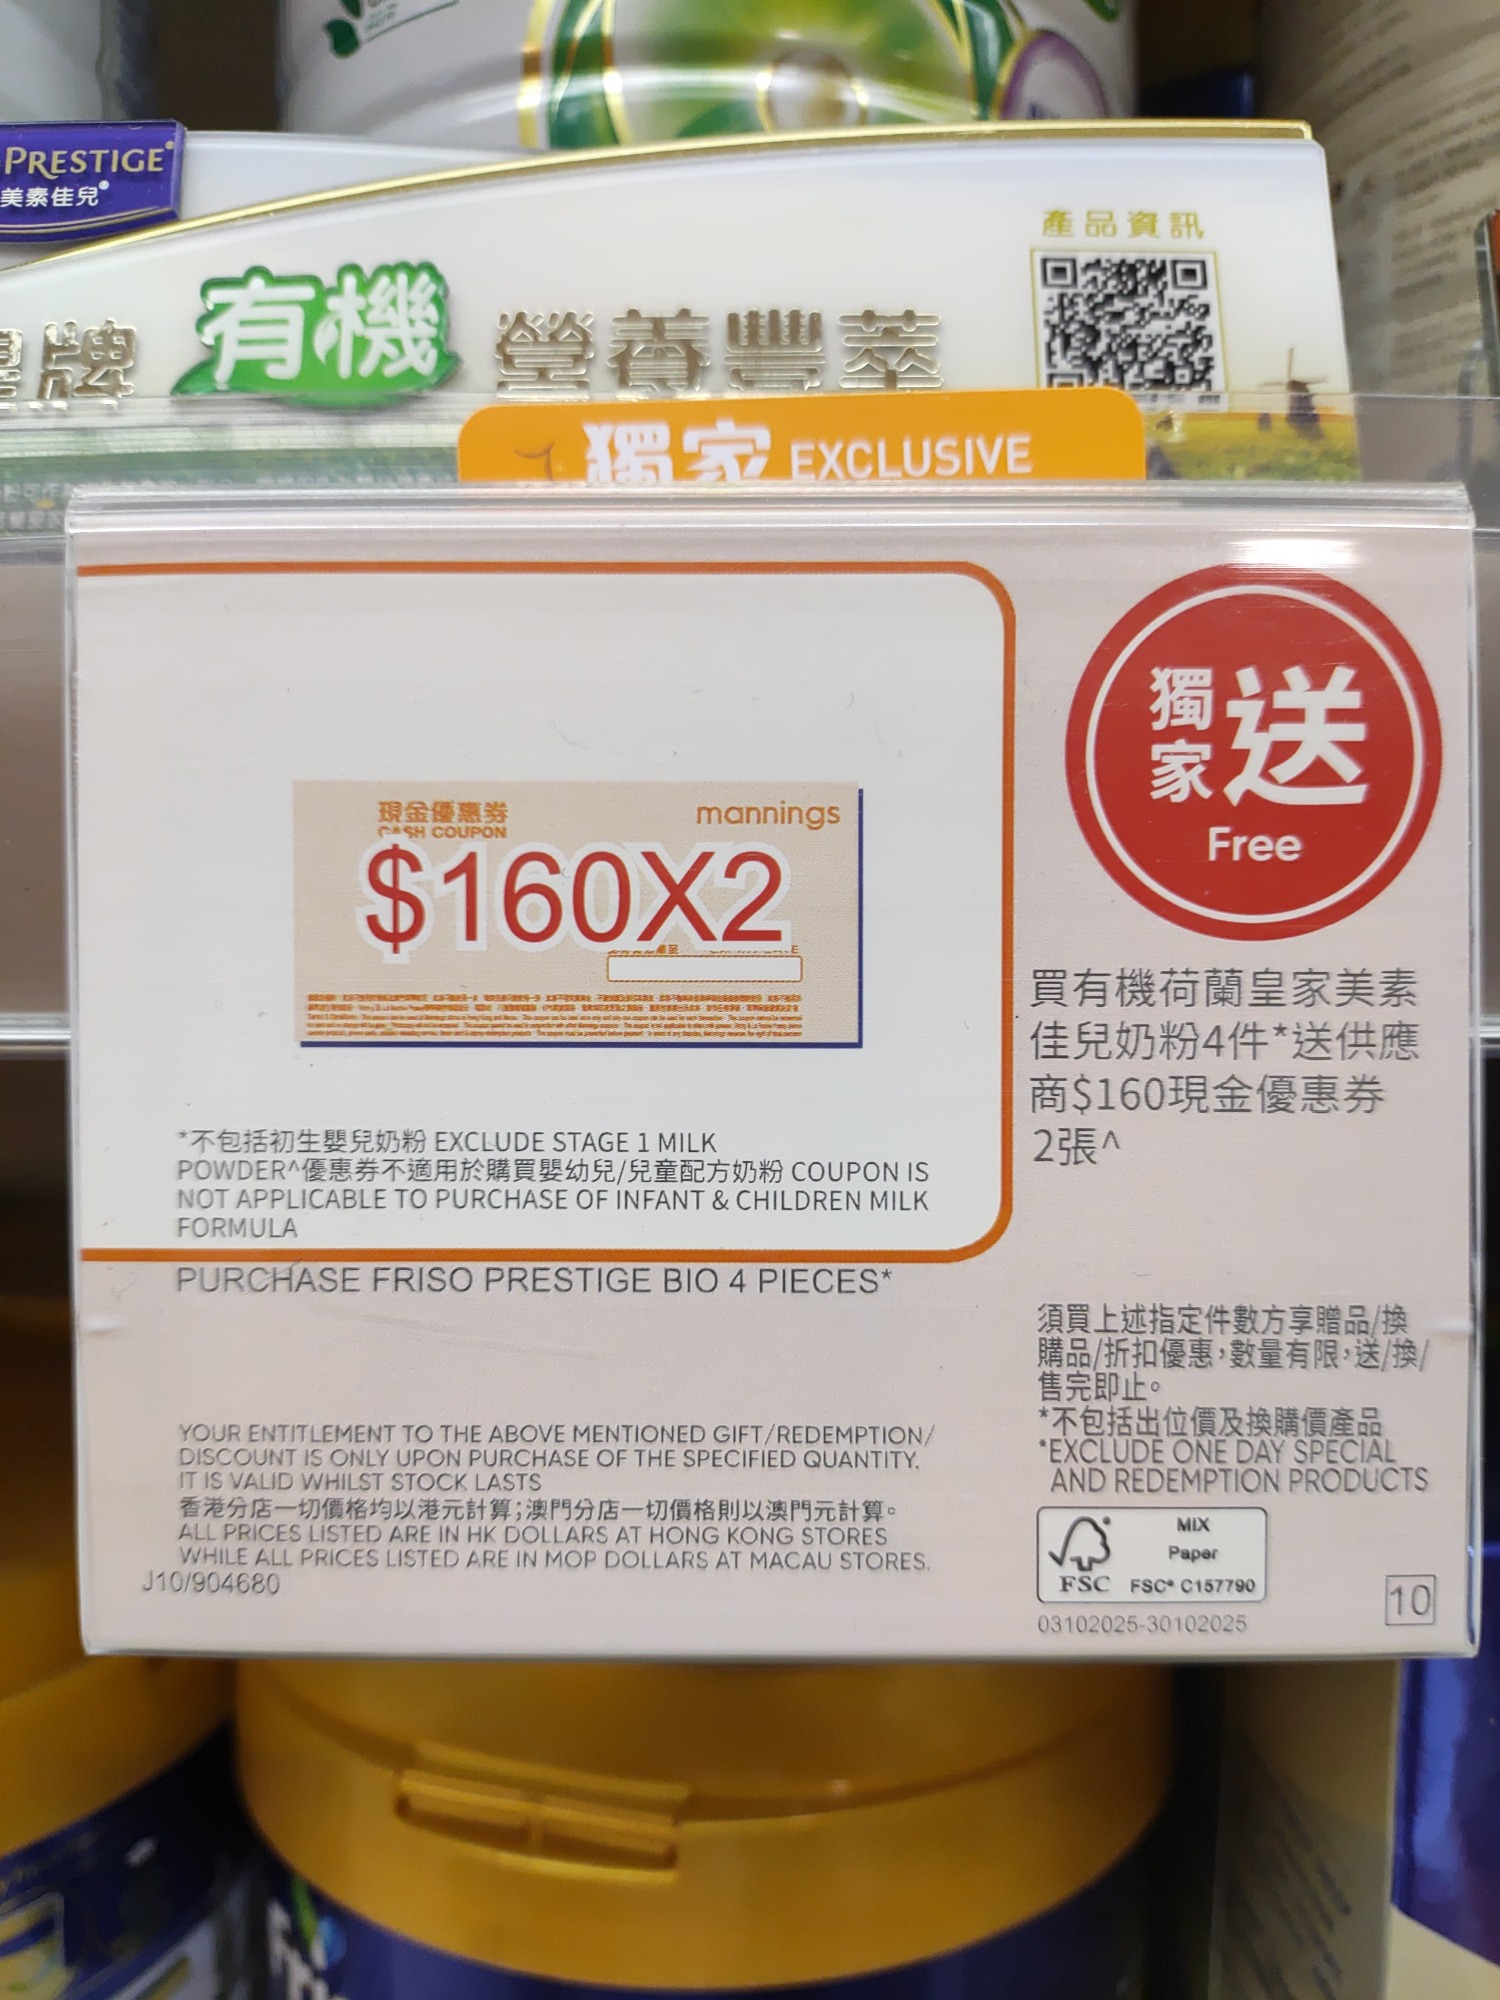 PRESTIGE®
美素佳兒®
產品資訊
牌 有機 營養豐萃
獨家 EXCLUSIVE
現金優惠券
CASH COUPON
mannings
$160X2
獨家 送
Free
買有機荷蘭皇家美素
佳兒奶粉4件*送供應
商$160現金優惠券
2張^
*不包括初生嬰兒奶粉 EXCLUDE STAGE 1 MILK
POWDER^優惠券不適用於購買嬰幼兒/兒童配方奶粉 COUPON IS
NOT APPLICABLE TO PURCHASE OF INFANT & CHILDREN MILK
FORMULA
PURCHASE FRISO PRESTIGE BIO 4 PIECES*
須買上述指定件數方享贈品/換
購品/折扣優惠，數量有限，送/換/
售完即止。
*不包括出位價及換購價產品
*EXCLUDE ONE DAY SPECIAL
AND REDEMPTION PRODUCTS
YOUR ENTITLEMENT TO THE ABOVE MENTIONED GIFT/REDEMPTION/
DISCOUNT IS ONLY UPON PURCHASE OF THE SPECIFIED QUANTITY.
IT IS VALID WHILST STOCK LASTS
香港分店一切價格均以港元計算；澳門分店一切價格則以澳門元計算。
ALL PRICES LISTED ARE IN HK DOLLARS AT HONG KONG STORES
WHILE ALL PRICES LISTED ARE IN MOP DOLLARS AT MACAU STORES.
J10/904680
FSC
MIX
Paper
FSC® C157790
03102025-30102025
10